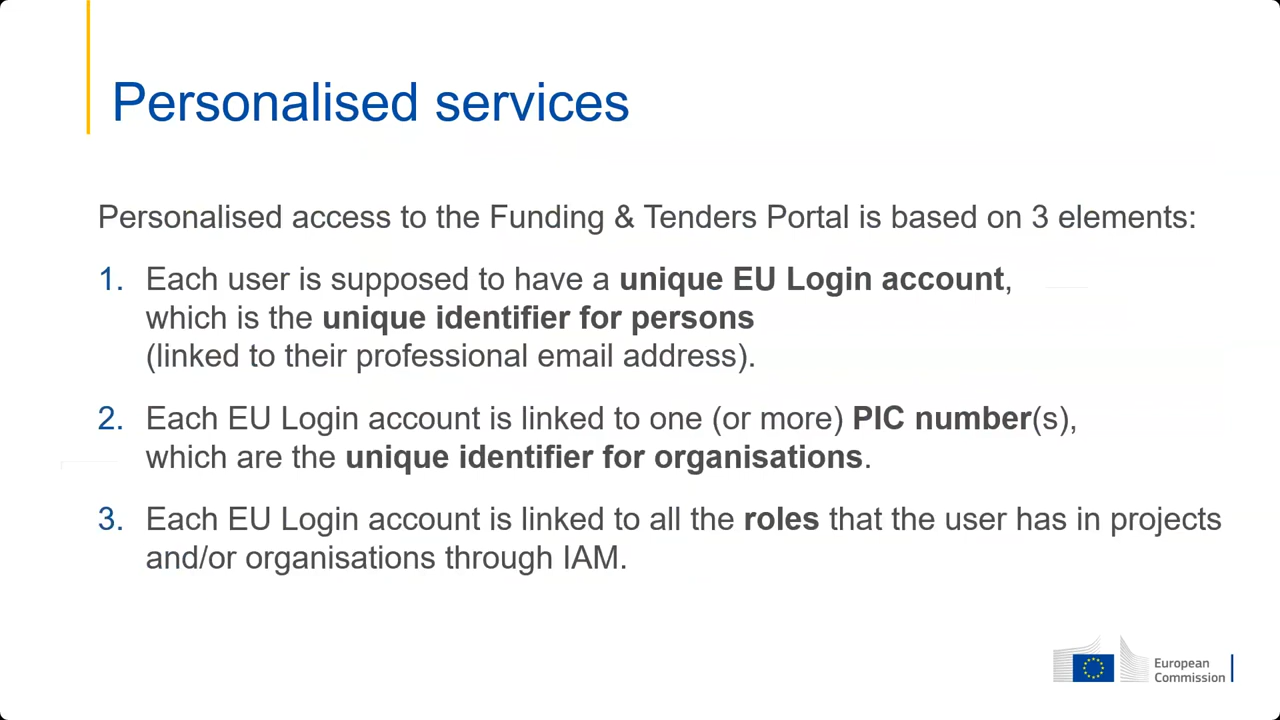 Personalised services
Personalised access to the Funding & Tenders Portal is based on 3 elements:
1. Each user is supposed to have a unique EU Login account,
which is the unique identifier for persons
(linked to their professional email address).
2. Each EU Login account is linked to one (or more) PIC number(s),
which are the unique identifier for organisations.
3. Each EU Login account is linked to all the roles that the user has in projects
and/or organisations through IAM.
European
Commission